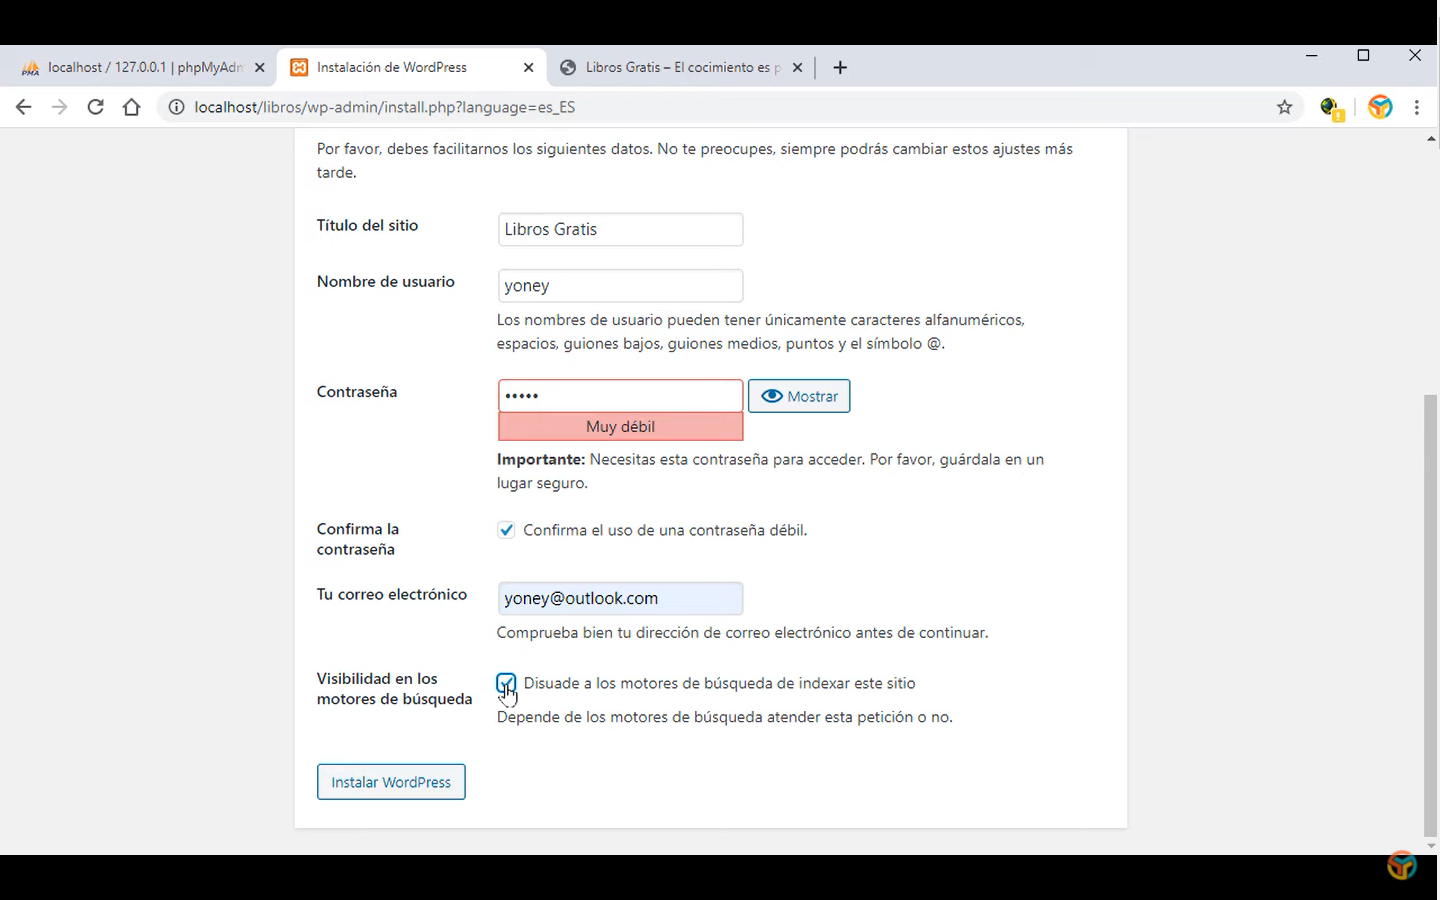 PMA
localhost / 127.0.0.1 | phpMyAdm
Instalación de WordPress
Libros Gratis – El cocimiento es p
localhost/libros/wp-admin/install.php?language=es_ES
Por favor, debes facilitarnos los siguientes datos. No te preocupes, siempre podrás cambiar estos ajustes más
tarde.
Título del sitio
Libros Gratis
Nombre de usuario
yoney
Los nombres de usuario pueden tener únicamente caracteres alfanuméricos,
espacios, guiones bajos, guiones medios, puntos y el símbolo @.
Contraseña
•••••
Mostrar
Muy débil
Importante: Necesitas esta contraseña para acceder. Por favor, guárdala en un
lugar seguro.
Confirma la
contraseña
Confirma el uso de una contraseña débil.
Tu correo electrónico
yoney@outlook.com
Comprueba bien tu dirección de correo electrónico antes de continuar.
Visibilidad en los
motores de búsqueda
Disuade a los motores de búsqueda de indexar este sitio
Depende de los motores de búsqueda atender esta petición o no.
Instalar WordPress